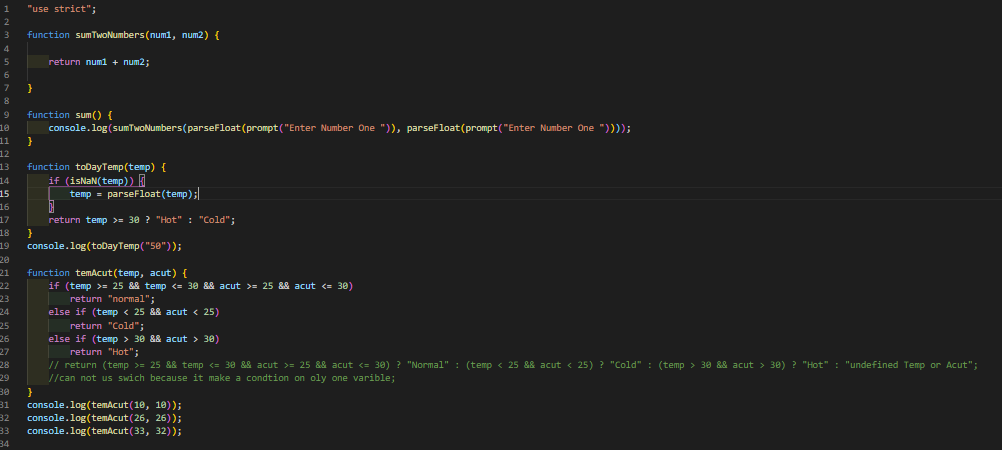 1 "use strict";
2
3 function sumTwoNumbers(num1, num2) {
4
5 return num1 + num2;
6
7 }
8
9 function sum() {
10 console.log(sumTwoNumbers(parseFloat(prompt("Enter Number One ")), parseFloat(prompt("Enter Number One "))));
11 }
12
13 function toDayTemp(temp) {
14 if (isNaN(temp)) {
15 temp = parseFloat(temp);
16 }
17 return temp >= 30 ? "Hot" : "Cold";
18 }
19 console.log(toDayTemp("50"));
20
21 function temAcut(temp, acut) {
22 if (temp >= 25 && temp <= 30 && acut >= 25 && acut <= 30)
23 return "normal";
24 else if (temp < 25 && acut < 25)
25 return "Cold";
26 else if (temp > 30 && acut > 30)
27 return "Hot";
28 // return (temp >= 25 && temp <= 30 && acut >= 25 && acut <= 30) ? "Normal" : (temp < 25 && acut < 25) ? "Cold" : (temp > 30 && acut > 30) ? "Hot" : "undefined Temp or Acut";
29 //can not us swich because it make a condtion on oly one varible;
30 }
31 console.log(temAcut(10, 10));
32 console.log(temAcut(26, 26));
33 console.log(temAcut(33, 32));
34